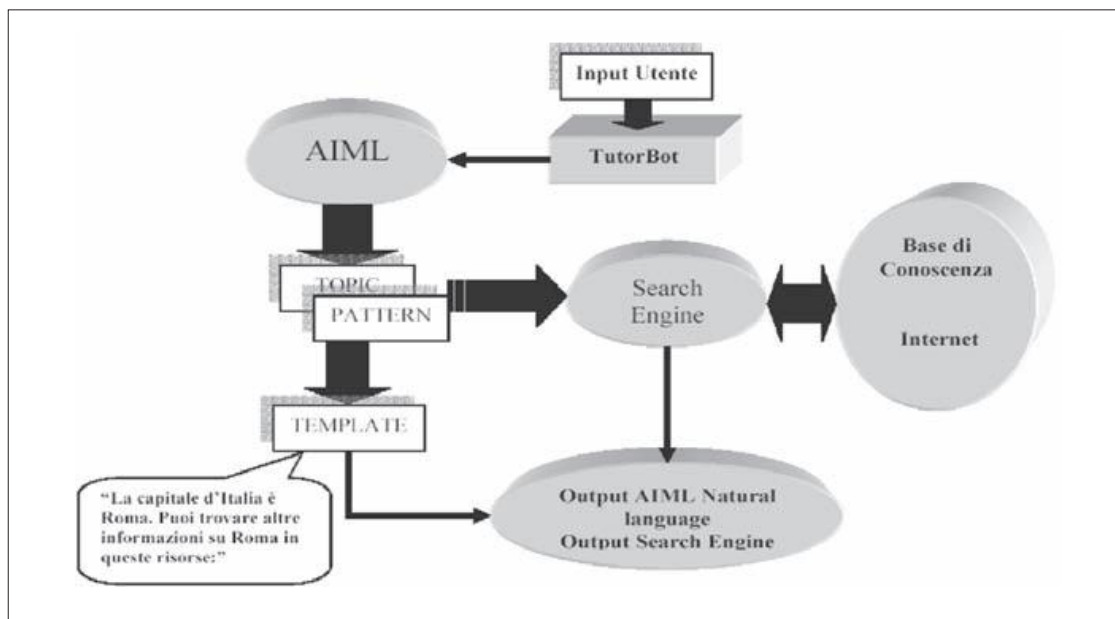 Input Utente
TutorBot
AIML
TOPIC
PATTERN
Search
Engine
Base di
Conoscenza
Internet
TEMPLATE
“La capitale d’Italia è
Roma. Puoi trovare altre
informazioni su Roma in
queste risorse:”
Output AIML Natural
language
Output Search Engine